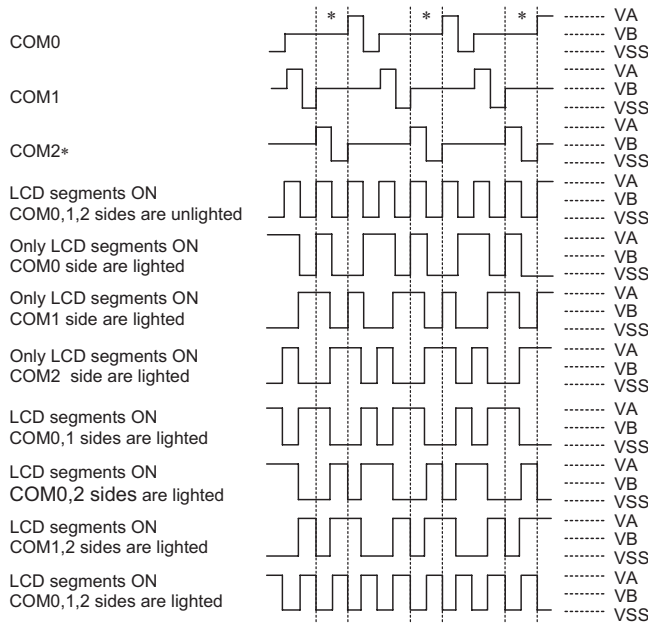 * * * VA
COM0 VB
VSS
VA
COM1 VB
VSS
VA
COM2* VB
VSS
LCD segments ON VA
COM0,1,2 sides are unlighted VB
VSS
Only LCD segments ON VA
COM0 side are lighted VB
VSS
Only LCD segments ON VA
COM1 side are lighted VB
VSS
Only LCD segments ON VA
COM2 side are lighted VB
VSS
LCD segments ON VA
COM0,1 sides are lighted VB
VSS
LCD segments ON VA
COM0,2 sides are lighted VB
VSS
LCD segments ON VA
COM1,2 sides are lighted VB
VSS
LCD segments ON VA
COM0,1,2 sides are lighted VB
VSS